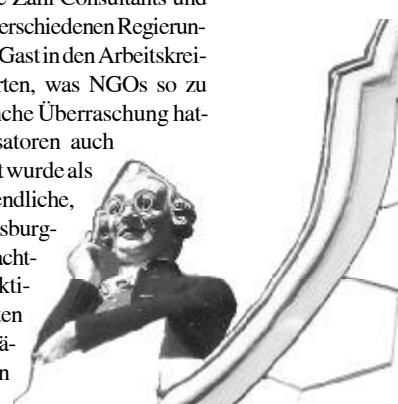 e Zahl Consultants und
erschiedenen Regierun-
Gast in den Arbeitskrei-
rten, was NGOs so zu
che Überraschung hat-
satoren auch
t wurde als
endliche,
sburg-
acht-
kti-
ten
ä-
n